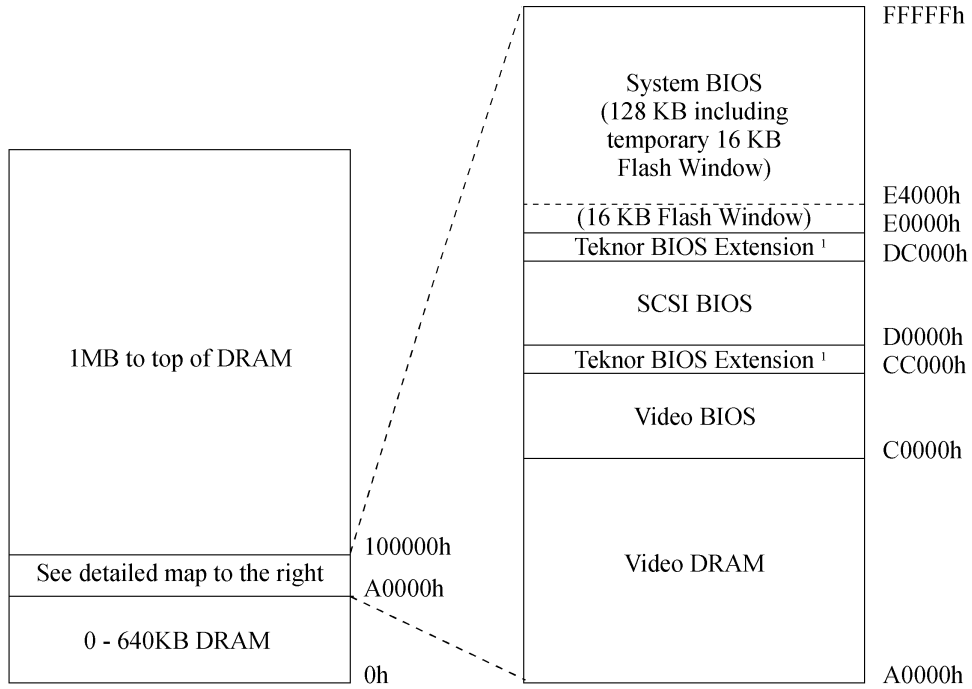 1MB to top of DRAM
100000h
See detailed map to the right
A0000h
0 - 640KB DRAM
0h
FFFFFh
System BIOS
(128 KB including
temporary 16 KB
Flash Window)
E4000h
(16 KB Flash Window)
E0000h
Teknor BIOS Extension ¹
DC000h
SCSI BIOS
D0000h
Teknor BIOS Extension ¹
CC000h
Video BIOS
C0000h
Video DRAM
A0000h